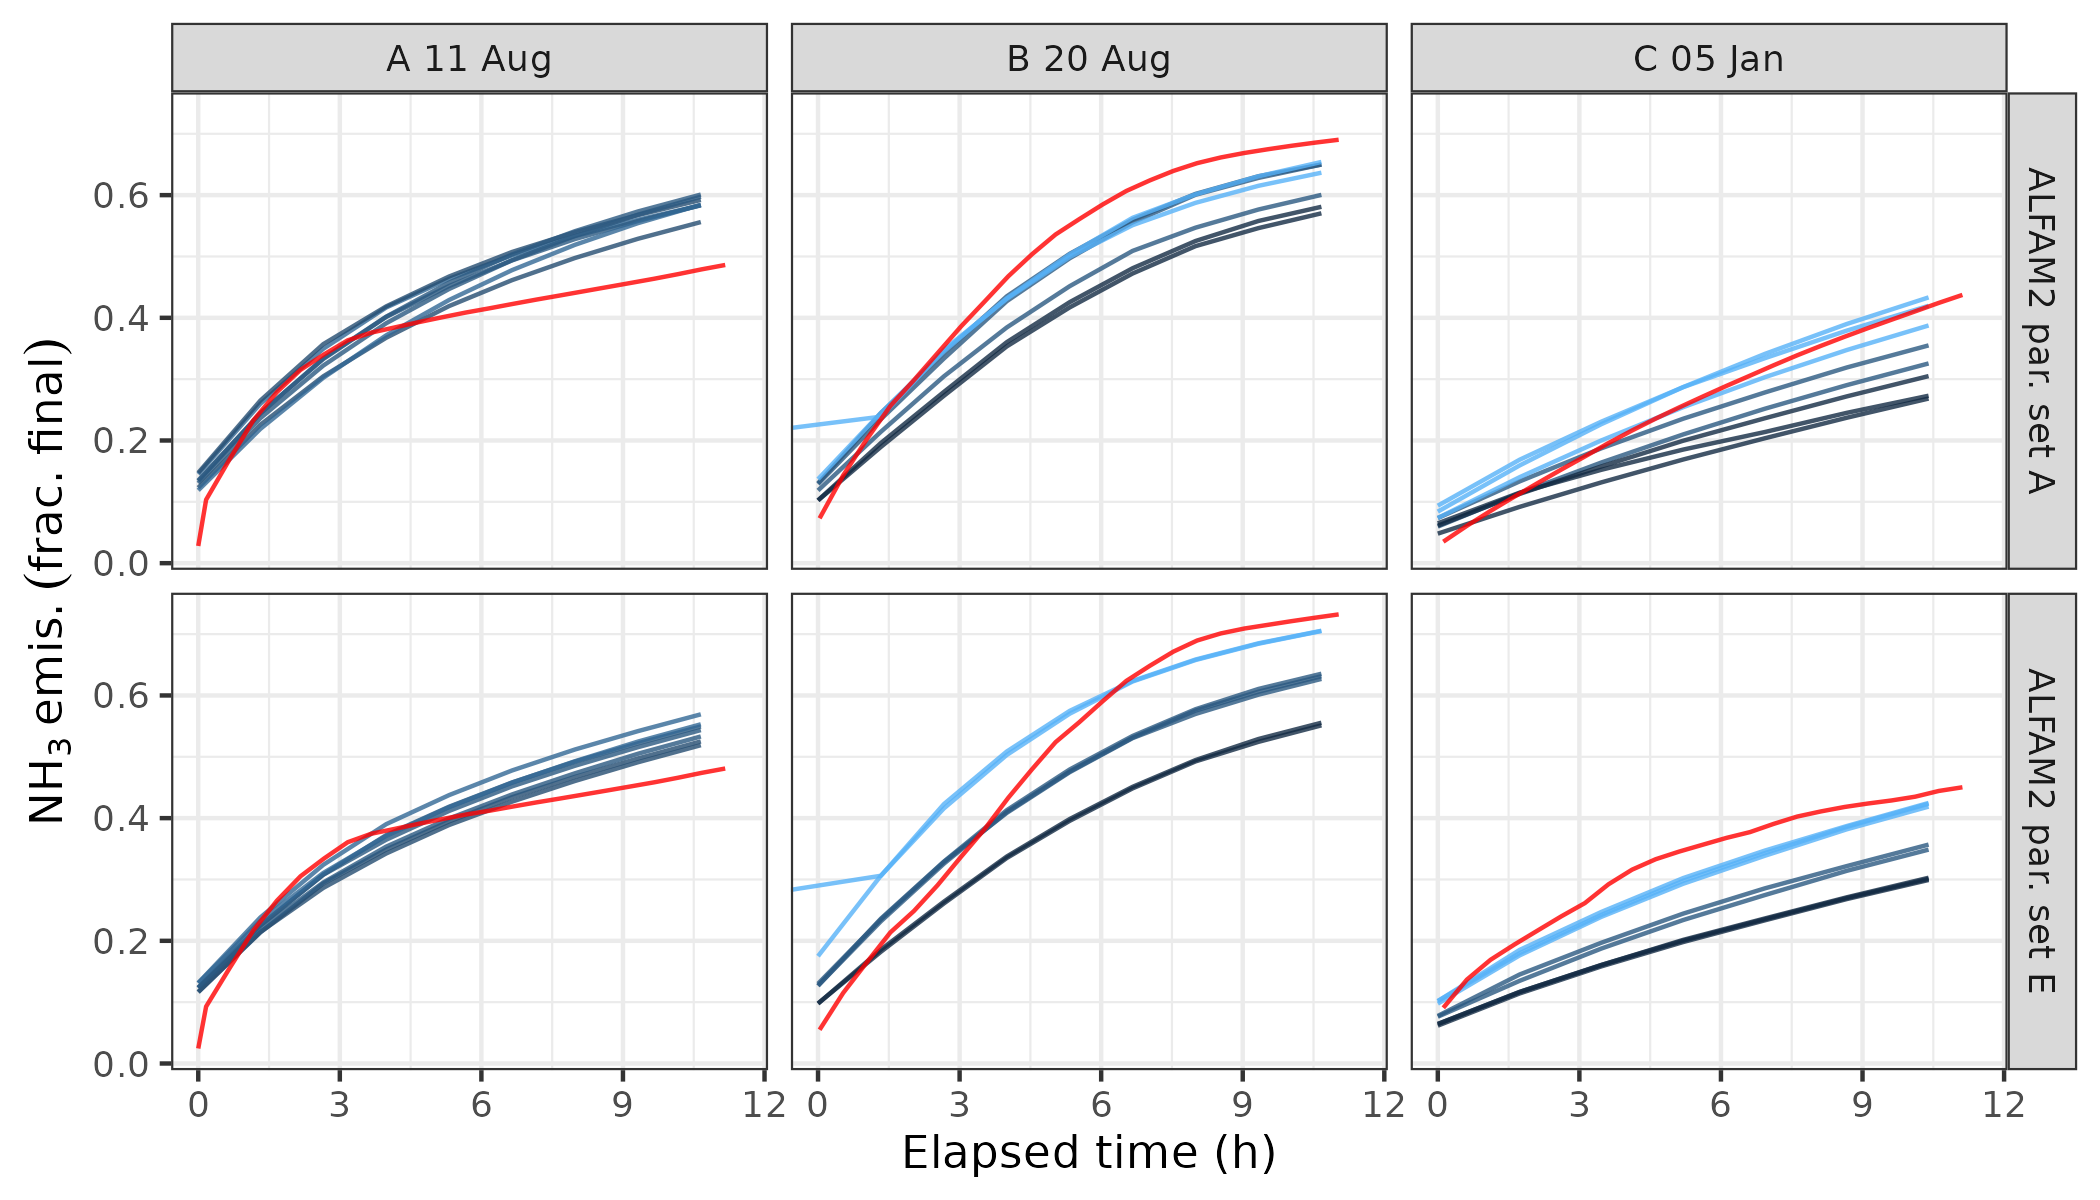 A 11 Aug
B 20 Aug
C 05 Jan
NH₃ emis. (frac. final)
0.6
0.4
0.2
0.0
ALFAM2 par. set A
0.6
0.4
0.2
0.0
ALFAM2 par. set E
0 3 6 9 12 0 3 6 9 12 0 3 6 9 12
Elapsed time (h)